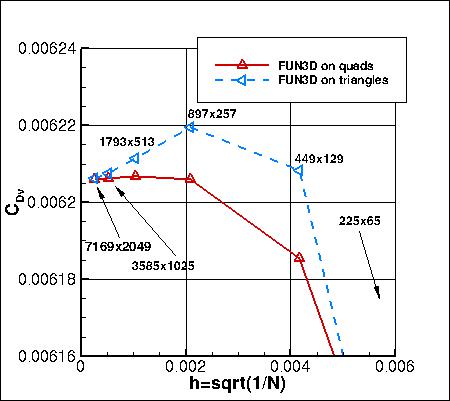 0.00624
FUN3D on quads
FUN3D on triangles
897x257
0.00622
1793x513
449x129
0.0062
C_Dv
225x65
7169x2049
3585x1025
0.00618
0.00616
0
0.002
0.004
0.006
h=sqrt(1/N)